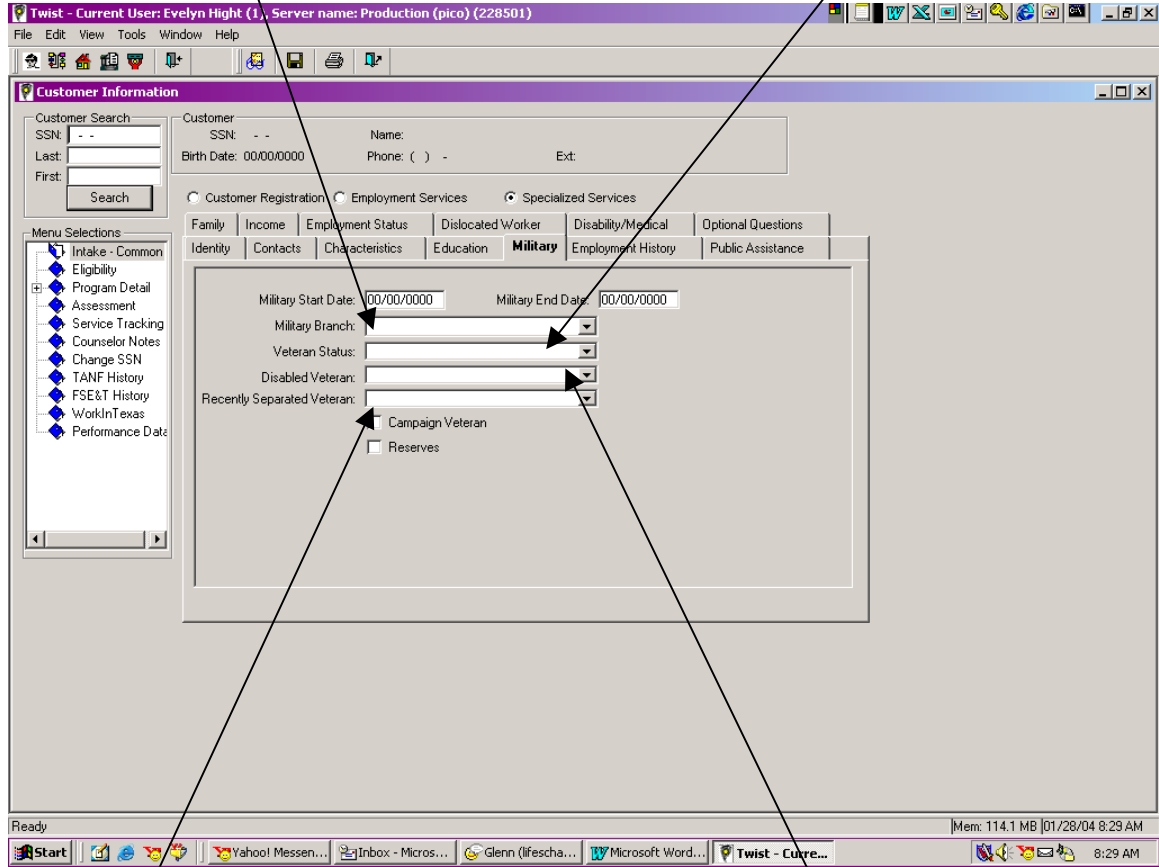 Twist - Current User: Evelyn Hight (1), Server name: Production (pico) (228501)
File Edit View Tools Window Help
Customer Information
Customer Search
SSN: - -
Last:
First:
Search
Customer
SSN: - - Name:
Birth Date: 00/00/0000 Phone: ( ) - Ext:
Customer Registration Employment Services Specialized Services
Menu Selections
Intake - Common
Eligibility
Program Detail
Assessment
Service Tracking
Counselor Notes
Change SSN
TANF History
FSE&T History
WorkInTexas
Performance Data
Family Income Employment Status Dislocated Worker Disability/Medical Optional Questions
Identity Contacts Characteristics Education Military Employment History Public Assistance
Military Start Date: 00/00/0000 Military End Date: 00/00/0000
Military Branch:
Veteran Status:
Disabled Veteran:
Recently Separated Veteran:
Campaign Veteran
Reserves
Ready Mem: 114.1 MB 01/28/04 8:29 AM
Start Yahoo! Messen... Inbox - Micros... Glenn (lifescha... Microsoft Word... Twist - Curre... 8:29 AM